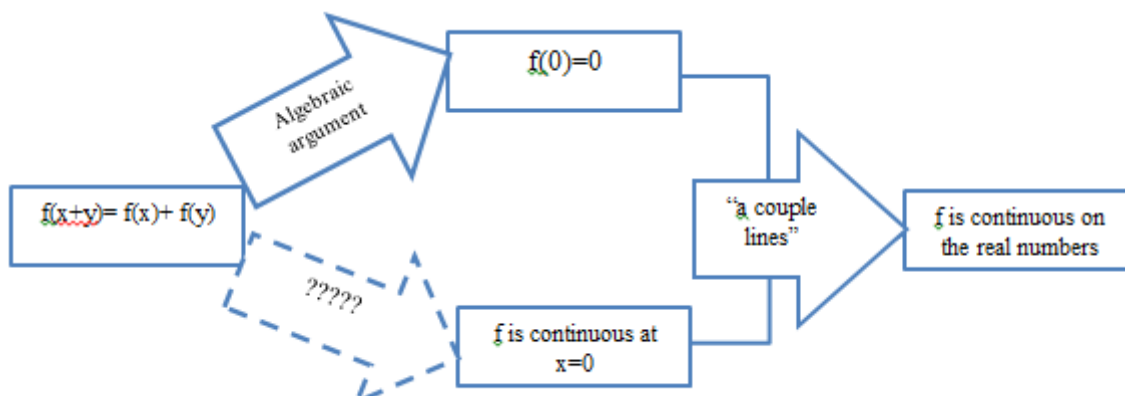 f(0)=0
Algebraic
argument
f(x+y)= f(x)+ f(y)
?????
f is continuous at
x=0
“a couple
lines”
f is continuous on
the real numbers